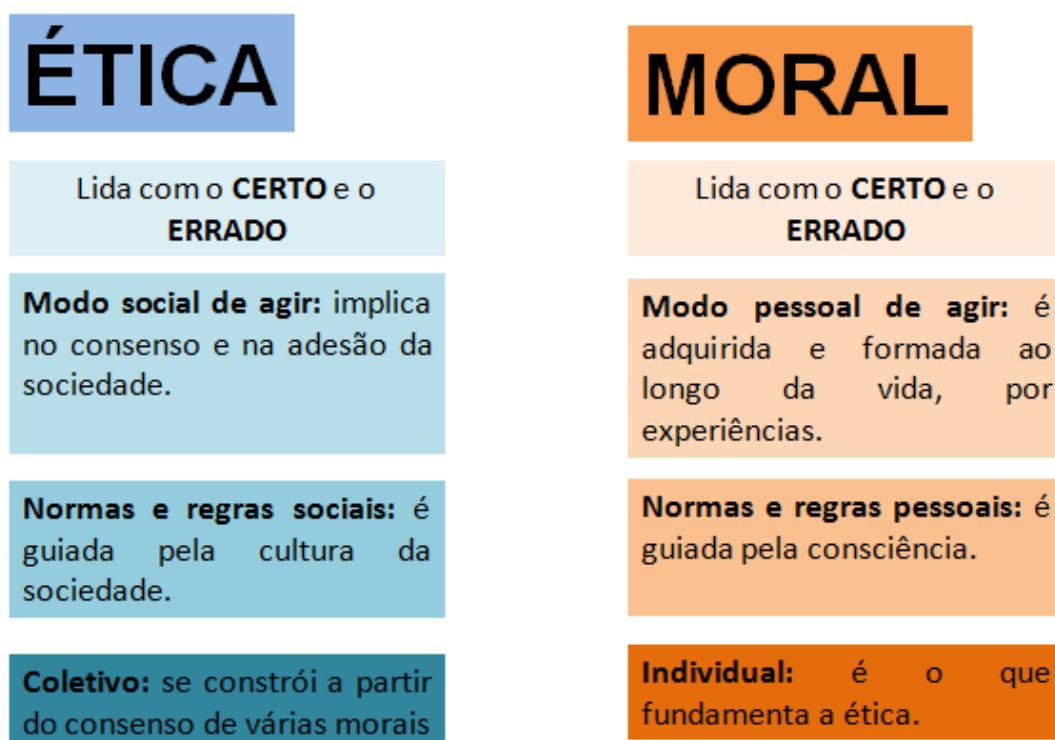 ÉTICA
Lida com o CERTO e o
ERRADO
Modo social de agir: implica
no consenso e na adesão da
sociedade.
Normas e regras sociais: é
guiada pela cultura da
sociedade.
Coletivo: se constrói a partir
do consenso de várias morais
MORAL
Lida com o CERTO e o
ERRADO
Modo pessoal de agir: é
adquirida e formada ao
longo da vida, por
experiências.
Normas e regras pessoais: é
guiada pela consciência.
Individual: é o que
fundamenta a ética.